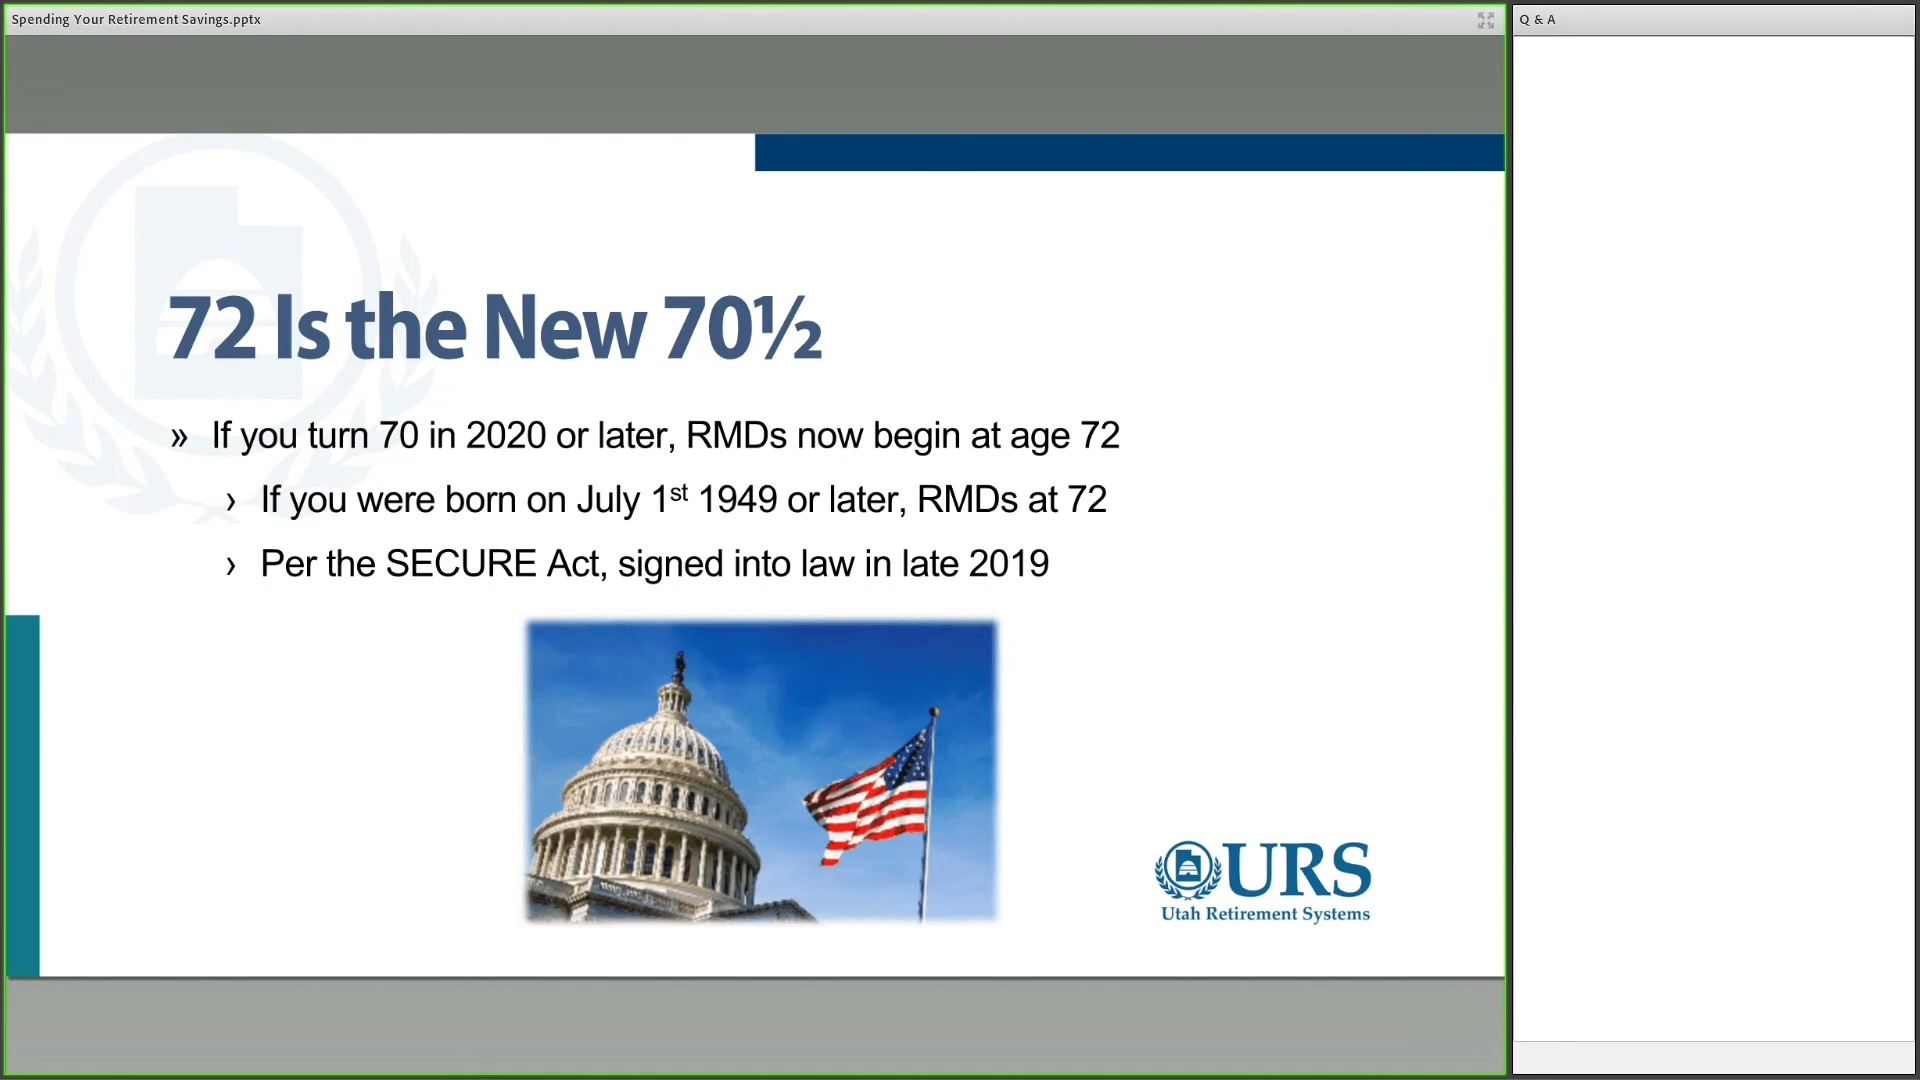 Spending Your Retirement Savings.pptx
Q & A
72 Is the New 70½
» If you turn 70 in 2020 or later, RMDs now begin at age 72
› If you were born on July 1st 1949 or later, RMDs at 72
› Per the SECURE Act, signed into law in late 2019
URS
Utah Retirement Systems